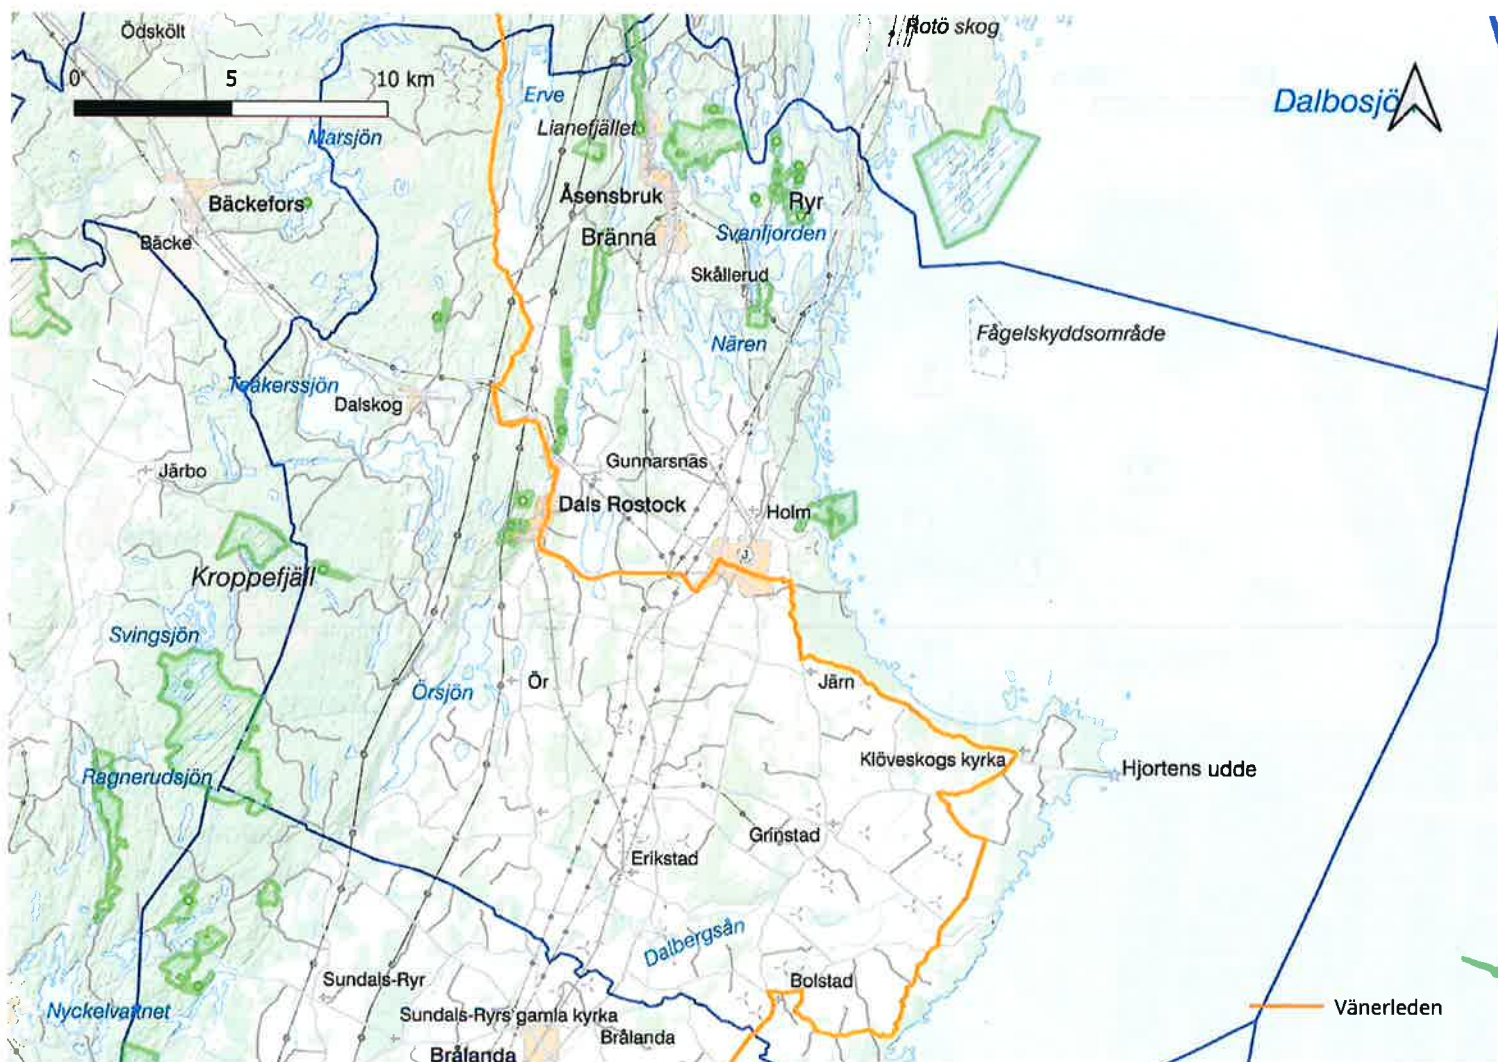 Ödskölt
Rotö skog
0
5
10 km
Erve
Dalbosjö
Lianefjället
Marsjön
Åsensbruk
Bäckefors
Ryr
Bränna
Svanfjorden
Bäcke
Skållerud
Fågelskyddsområde
Nären
Teåkerssjön
Dalskog
Gunnarsnäs
Järbo
Dals Rostock
Holm
J.
Kroppefjäll
Svingsjön
Ör
Järn
Örsjön
Klöveskogs kyrka
Hjortens udde
Ragnerudsjön
Grinstad
Erikstad
Dalbergsån
Sundals-Ryr
Bolstad
Vänerleden
Nyckelvattnet
Sundals-Ryrs gamla kyrka
Brålanda
Brålanda